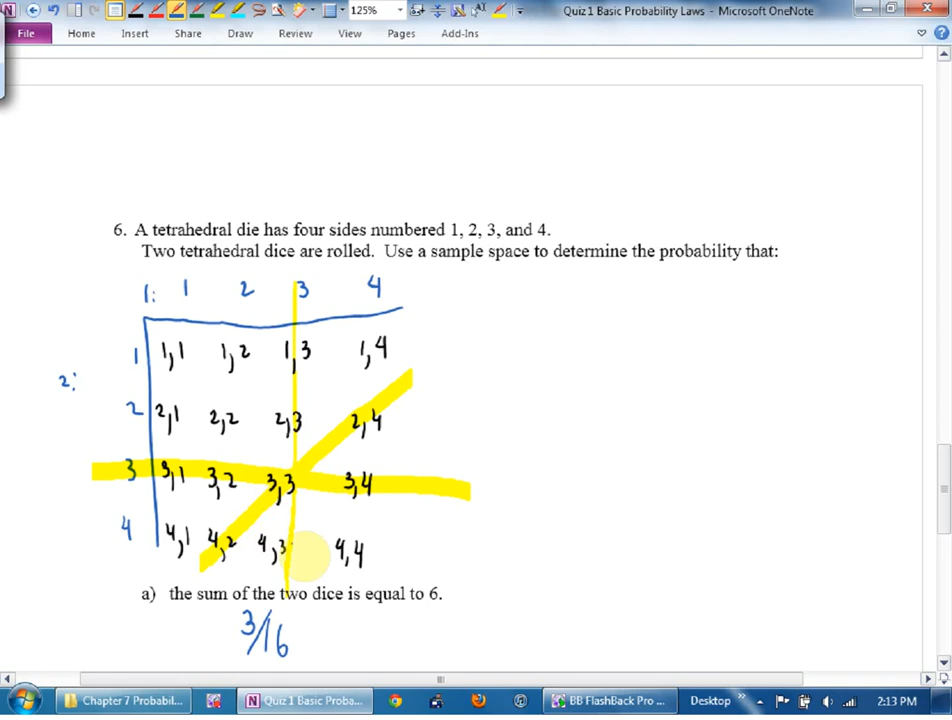 125%
Quiz 1 Basic Probability Laws - Microsoft OneNote
File Home Insert Share Draw Review View Pages Add-Ins
6. A tetrahedral die has four sides numbered 1, 2, 3, and 4.
Two tetrahedral dice are rolled. Use a sample space to determine the probability that:
1: 1 2 3 4
1 1,1 1,2 1,3 1,4
2:
2 2,1 2,2 2,3 2,4
3 3,1 3,2 3,3 3,4
4 4,1 4,2 4,3 4,4
a) the sum of the two dice is equal to 6.
3/16
Chapter 7 Probabil... Quiz 1 Basic Proba... BB FlashBack Pro ... Desktop 2:13 PM